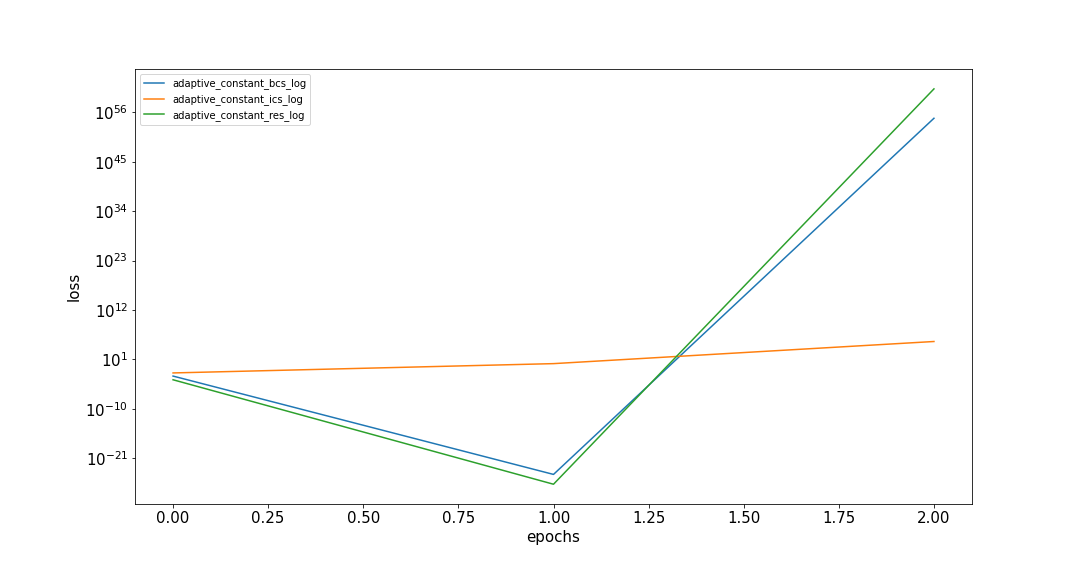 adaptive_constant_bcs_log
adaptive_constant_ics_log
adaptive_constant_res_log
10^56
10^45
10^34
10^23
10^12
10^1
10^−10
10^−21
loss
0.00 0.25 0.50 0.75 1.00 1.25 1.50 1.75 2.00
epochs